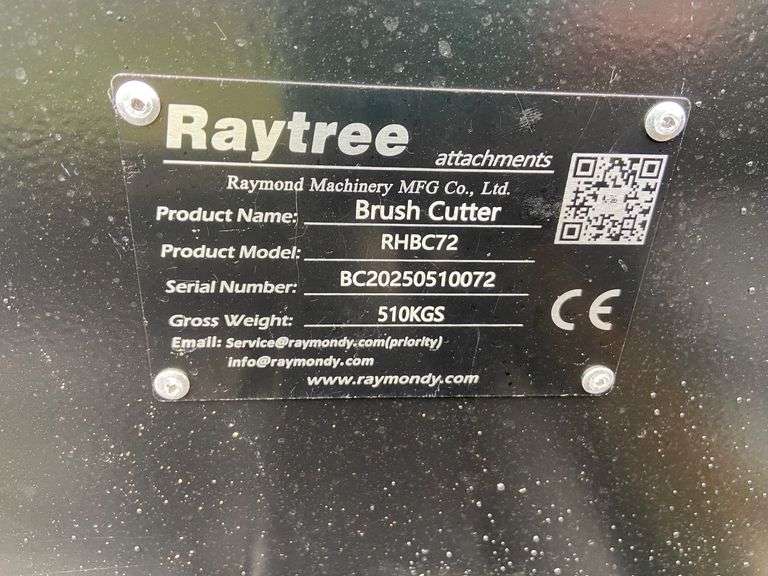 Raytree
attachments
Raymond Machinery MFG Co., Ltd.
Product Name: Brush Cutter
Product Model: RHBC72
Serial Number: BC20250510072
Gross Weight: 510KGS
Email: Service@raymondy.com(priority)
info@raymondy.com
www.raymondy.com
CE